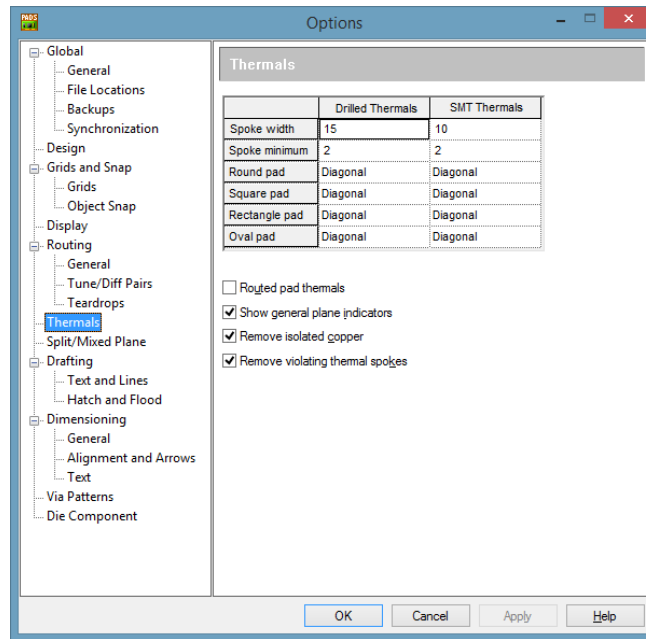 PADS
Options
Global
General
File Locations
Backups
Synchronization
Design
Grids and Snap
Grids
Object Snap
Display
Routing
General
Tune/Diff Pairs
Teardrops
Thermals
Split/Mixed Plane
Drafting
Text and Lines
Hatch and Flood
Dimensioning
General
Alignment and Arrows
Text
Via Patterns
Die Component
Thermals
Drilled Thermals SMT Thermals
Spoke width 15 10
Spoke minimum 2 2
Round pad Diagonal Diagonal
Square pad Diagonal Diagonal
Rectangle pad Diagonal Diagonal
Oval pad Diagonal Diagonal
Routed pad thermals
Show general plane indicators
Remove isolated copper
Remove violating thermal spokes
OK Cancel Apply Help